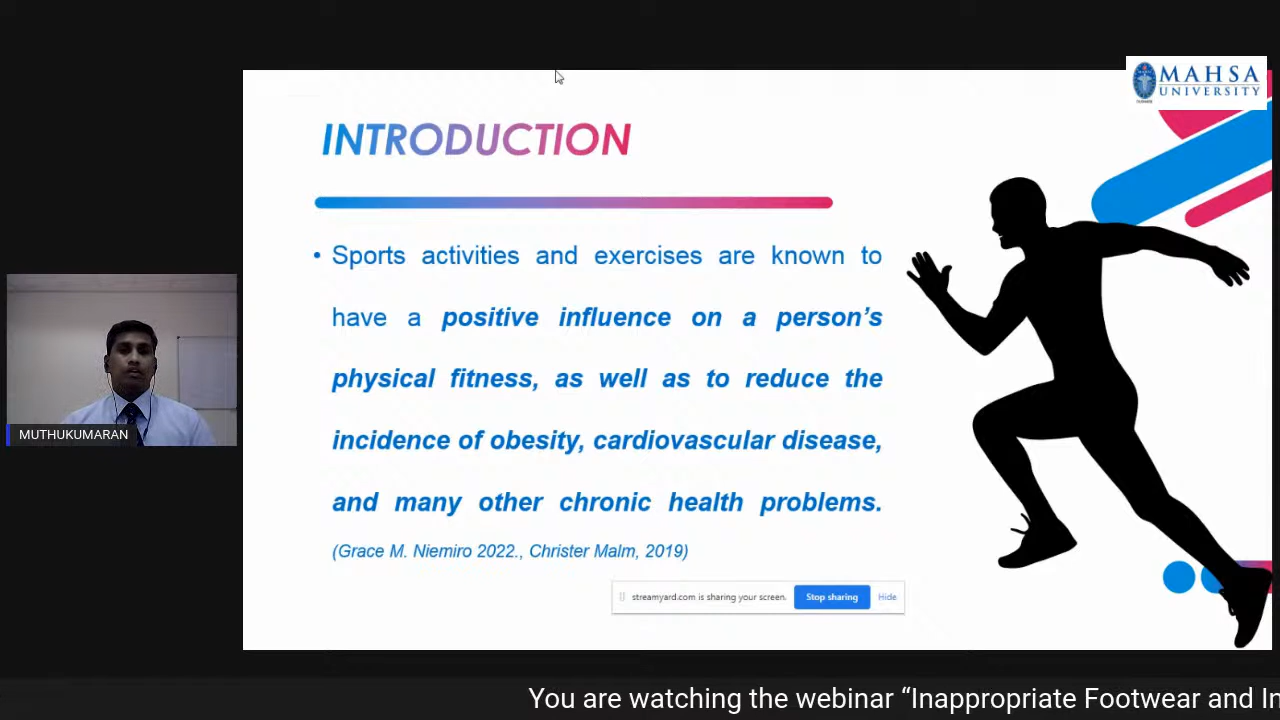 MAHSA
UNIVERSITY
INTRODUCTION
• Sports activities and exercises are known to
have a positive influence on a person's
physical fitness, as well as to reduce the
incidence of obesity, cardiovascular disease,
and many other chronic health problems.
(Grace M. Niemiro 2022., Christer Malm, 2019)
MUTHUKUMARAN
streamyard.com is sharing your screen. Stop sharing Hide
You are watching the webinar “Inappropriate Footwear and In